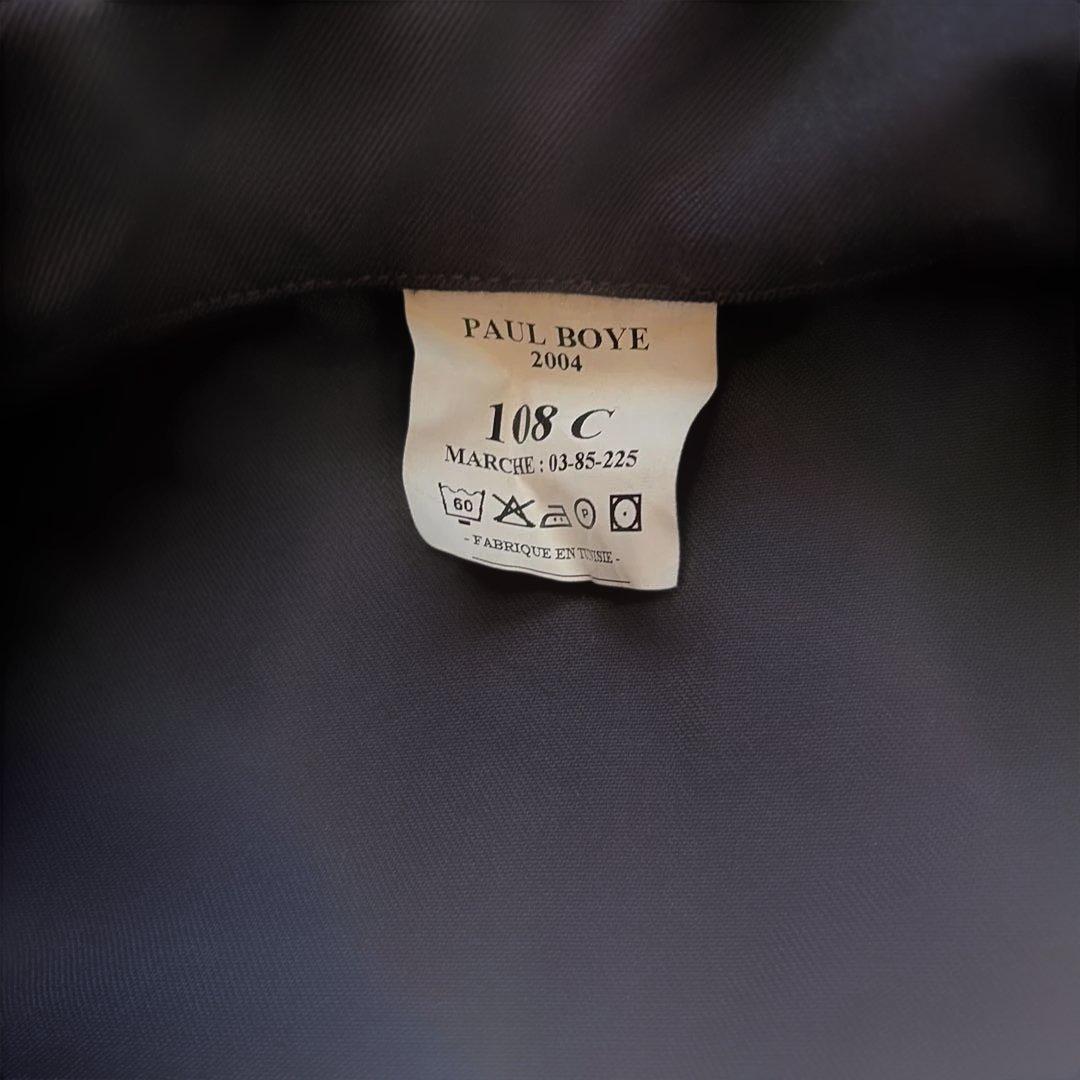 PAUL BOYE
2004
108 C
MARCHE : 03-85-225
60 P
- FABRIQUE EN TUNISIE -